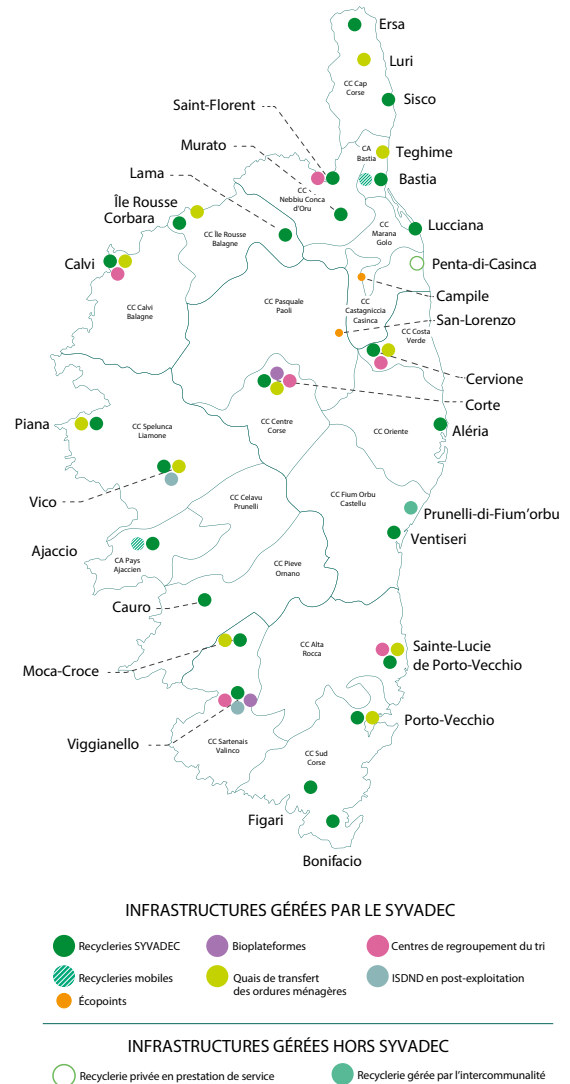 Ersa
Luri
CC Cap
Corse
Sisco
Saint-Florent
Murato
CA
Bastia
Teghime
Lama
Bastia
CC
Nebbiu Conca
d'Oru
Île Rousse
Corbara
CC Île Rousse
Balagne
CC
Marana
Golo
Lucciana
Calvi
Penta-di-Casinca
Campile
CC Calvi
Balagne
CC Pasquale
Paoli
CC
Castagniccia
Casinca
San-Lorenzo
CC Costa
Verde
Cervione
Corte
Piana
CC Spelunca
Liamone
CC Centre
Corse
CC Oriente
Aléria
Vico
CC Celavu
Prunelli
CC Fium Orbu
Castellu
Prunelli-di-Fium'orbu
Ventiseri
Ajaccio
CA Pays
Ajaccien
CC Pieve
Ornano
Cauro
Moca-Croce
CC Alta
Rocca
Sainte-Lucie
de Porto-Vecchio
Viggianello
CC Sartenais
Valinco
Porto-Vecchio
CC Sud
Corse
Figari
Bonifacio
INFRASTRUCTURES GÉRÉES PAR LE SYVADEC
Recycleries SYVADEC
Bioplateformes
Centres de regroupement du tri
Recycleries mobiles
Quais de transfert
des ordures ménagères
ISDND en post-exploitation
Écopoints
INFRASTRUCTURES GÉRÉES HORS SYVADEC
Recyclerie privée en prestation de service
Recyclerie gérée par l'intercommunalité